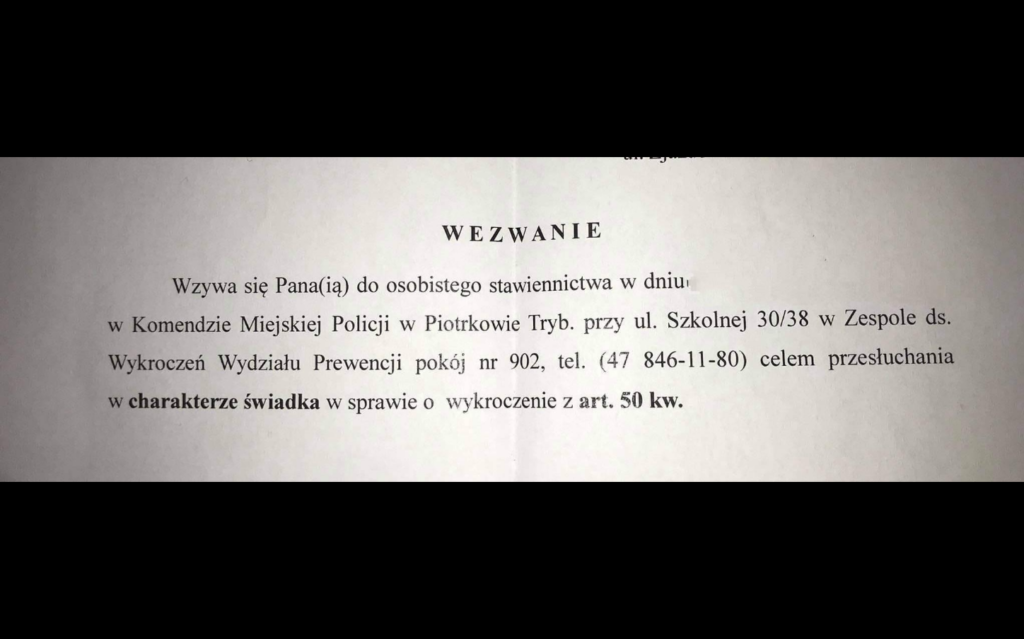 WEZWANIE
Wzywa się Pana(ią) do osobistego stawiennictwa w dniu
w Komendzie Miejskiej Policji w Piotrkowie Tryb. przy ul. Szkolnej 30/38 w Zespole ds.
Wykroczeń Wydziału Prewencji pokój nr 902, tel. (47 846-11-80) celem przesłuchania
w charakterze świadka w sprawie o wykroczenie z art. 50 kw.